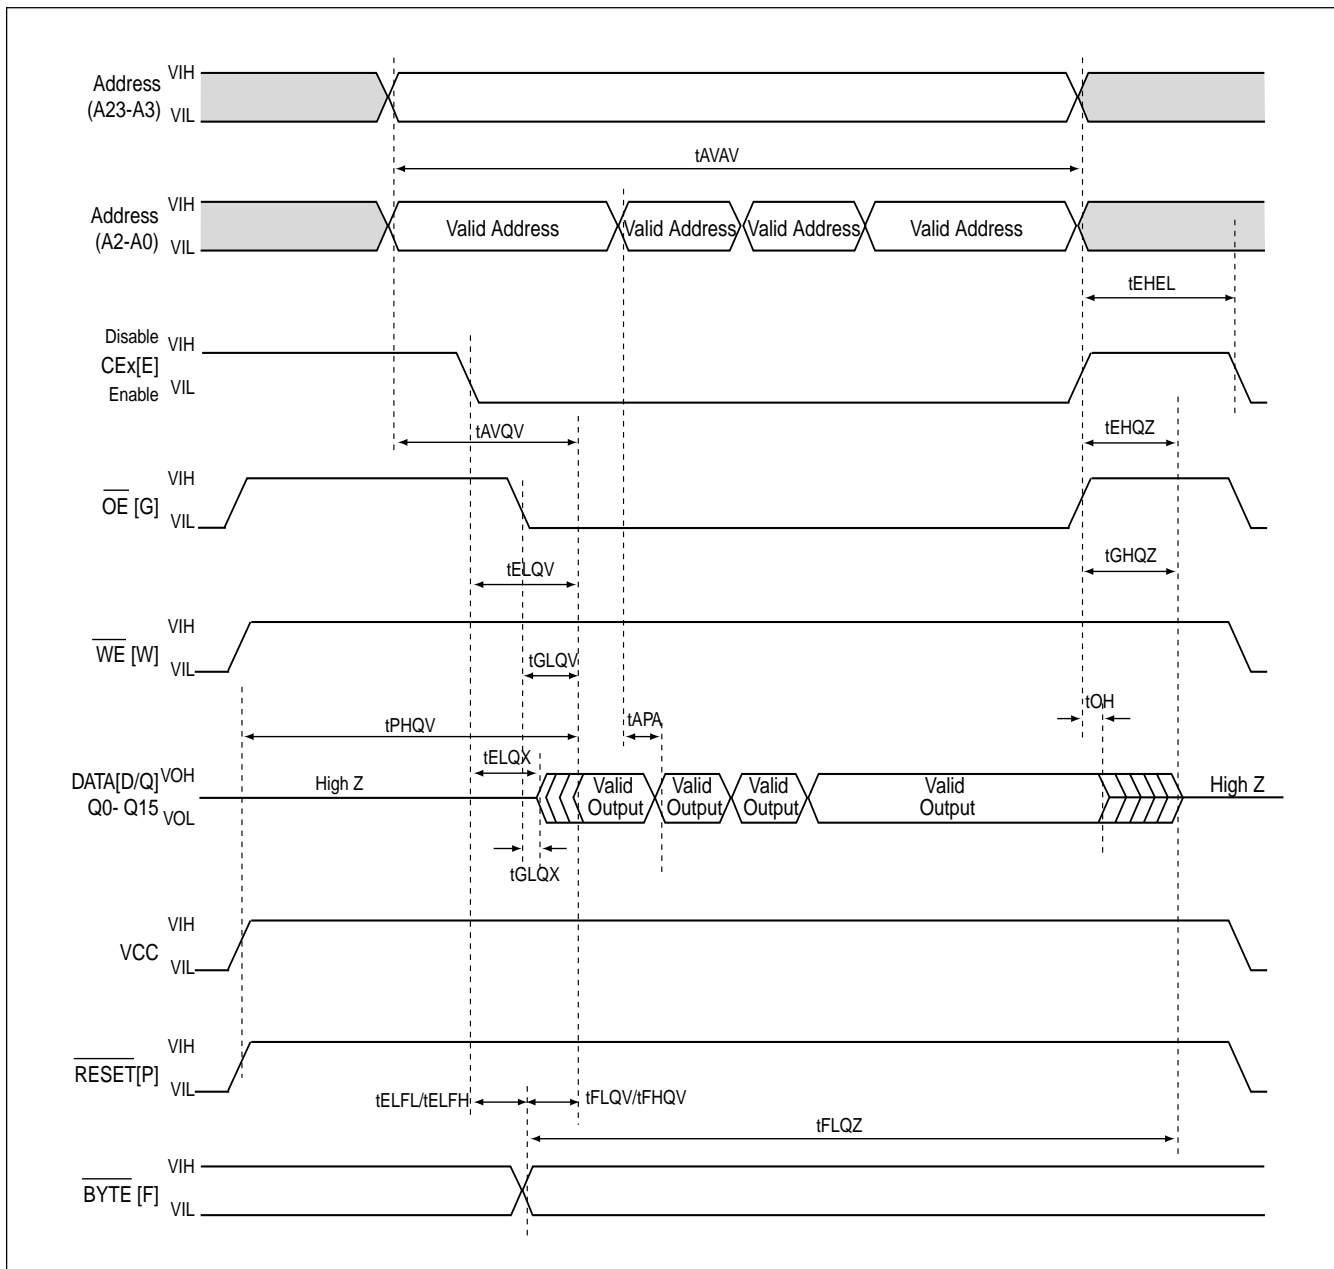 Address
(A23-A3)
VIH
VIL
tAVAV
Address
(A2-A0)
VIH
VIL
Valid Address
Valid Address
Valid Address
Valid Address
tEHEL
Disable
CEx[E]
Enable
VIH
VIL
tAVQV
tEHQZ
OE [G]
VIH
VIL
tELQV
tGHQZ
WE [W]
VIH
VIL
tGLQV
tPHQV
tAPA
tOH
tELQX
DATA[D/Q]
Q0- Q15
VOH
VOL
High Z
Valid
Output
Valid
Output
Valid
Output
Valid
Output
High Z
tGLQX
VCC
VIH
VIL
RESET[P]
VIH
VIL
tELFL/tELFH
tFLQV/tFHQV
tFLQZ
BYTE [F]
VIH
VIL